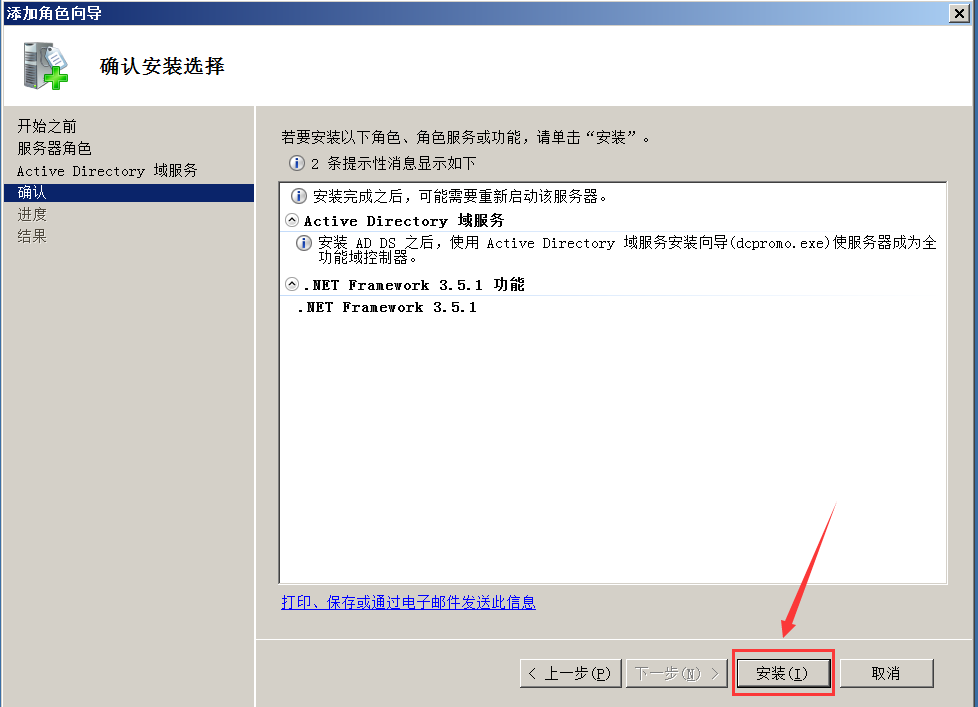 添加角色向导
确认安装选择
开始之前
服务器角色
Active Directory 域服务
确认
进度
结果
若要安装以下角色、角色服务或功能，请单击“安装”。
2 条提示性消息显示如下
安装完成之后，可能需要重新启动该服务器。
Active Directory 域服务
安装 AD DS 之后，使用 Active Directory 域服务安装向导(dcpromo.exe)使服务器成为全
功能域控制器。
.NET Framework 3.5.1 功能
.NET Framework 3.5.1
打印、保存或通过电子邮件发送此信息
< 上一步(P)
下一步(N) >
安装(I)
取消